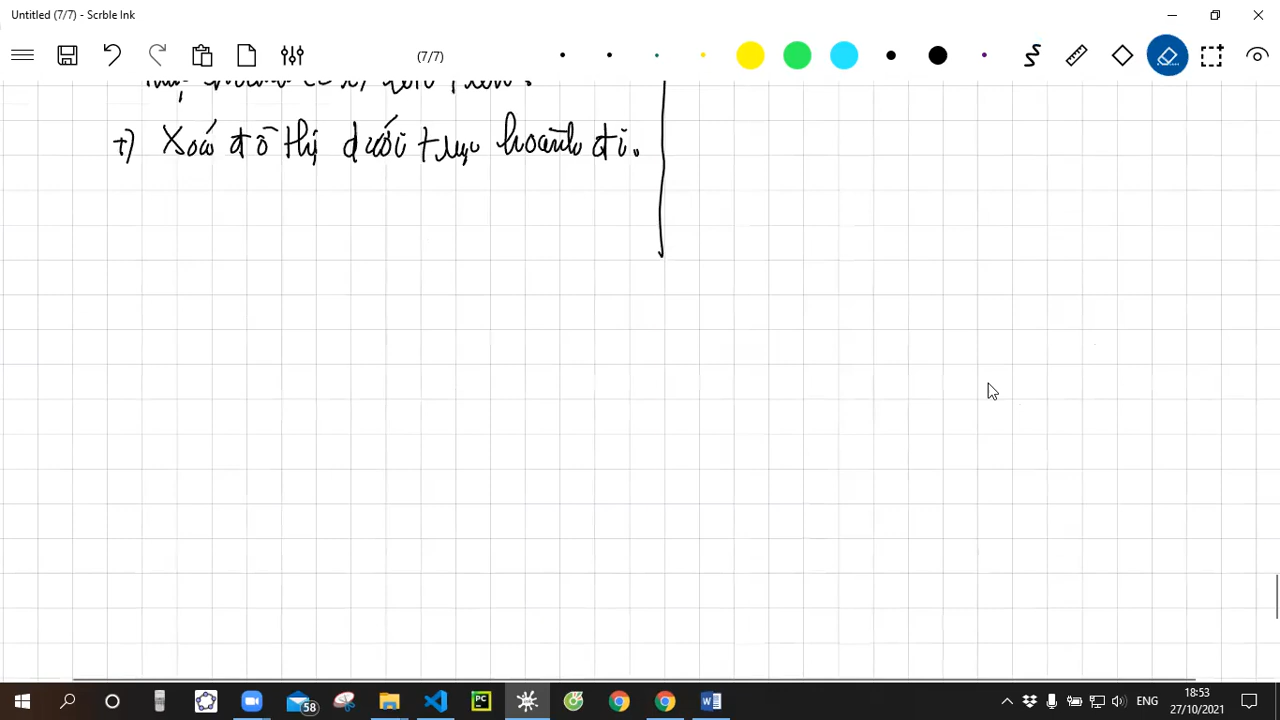 Untitled (7/7) - Scrble Ink
(7/7)
+) Xoá đồ thị dưới trục hoành đi.
PC
58
ENG
18:53
27/10/2021